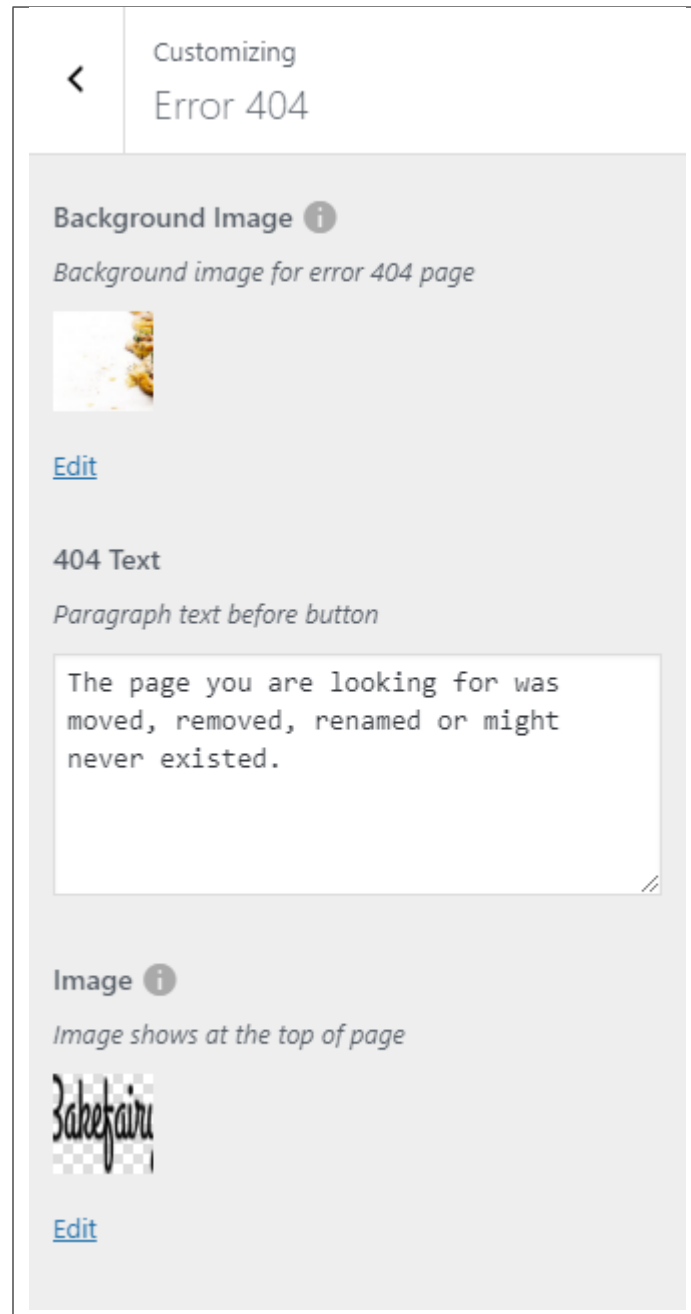 Customizing
Error 404
Background Image
Background image for error 404 page
Edit
404 Text
Paragraph text before button
The page you are looking for was
moved, removed, renamed or might
never existed.
Image
Image shows at the top of page
Bakefairy
Edit